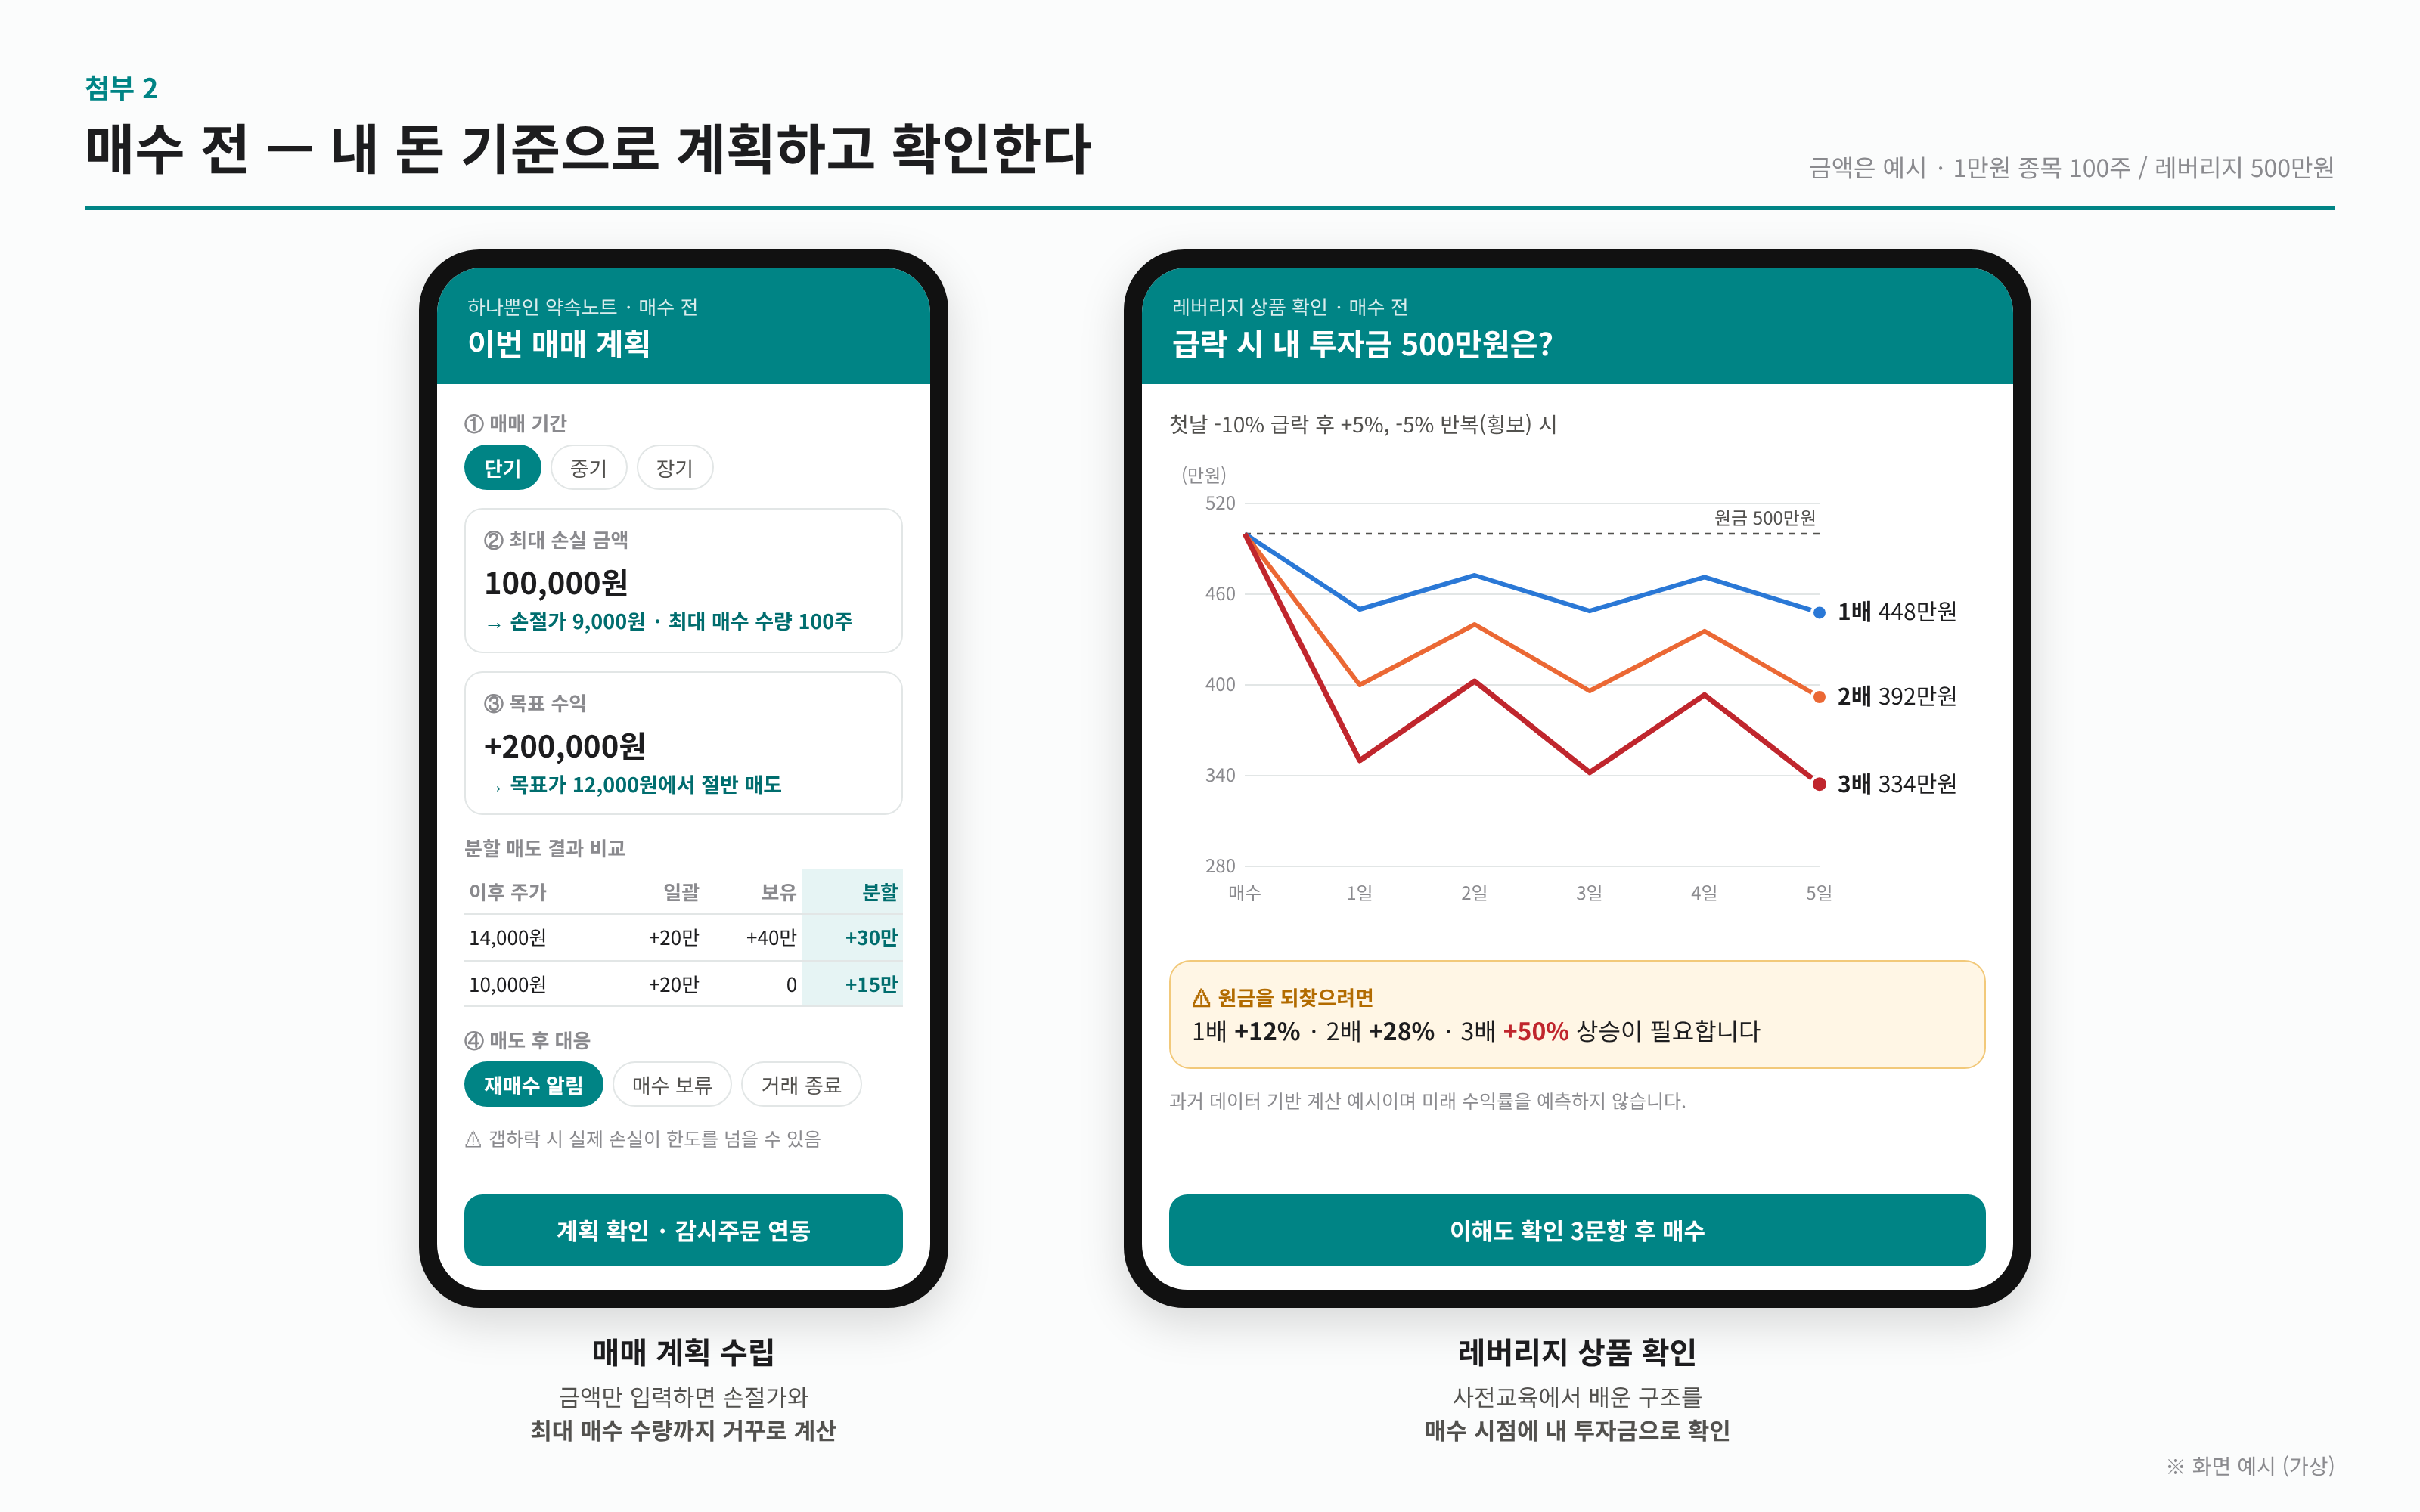 첨부 2
매수 전 — 내 돈 기준으로 계획하고 확인한다
금액은 예시 · 1만원 종목 100주 / 레버리지 500만원
하나뿐인 약속노트 · 매수 전
이번 매매 계획
① 매매 기간
단기 중기 장기
② 최대 손실 금액
100,000원
→ 손절가 9,000원 · 최대 매수 수량 100주
③ 목표 수익
+200,000원
→ 목표가 12,000원에서 절반 매도
분할 매도 결과 비교
이후 주가 일괄 보유 분할
14,000원 +20만 +40만 +30만
10,000원 +20만 0 +15만
④ 매도 후 대응
재매수 알림 매수 보류 거래 종료
⚠ 갭하락 시 실제 손실이 한도를 넘을 수 있음
계획 확인 · 감시주문 연동
매매 계획 수립
금액만 입력하면 손절가와
최대 매수 수량까지 거꾸로 계산
레버리지 상품 확인 · 매수 전
급락 시 내 투자금 500만원은?
첫날 -10% 급락 후 +5%, -5% 반복(횡보) 시
(만원)
520
원금 500만원
460
1배 448만원
400
2배 392만원
340
3배 334만원
280
매수 1일 2일 3일 4일 5일
⚠ 원금을 되찾으려면
1배 +12% · 2배 +28% · 3배 +50% 상승이 필요합니다
과거 데이터 기반 계산 예시이며 미래 수익률을 예측하지 않습니다.
이해도 확인 3문항 후 매수
레버리지 상품 확인
사전교육에서 배운 구조를
매수 시점에 내 투자금으로 확인
※ 화면 예시 (가상)